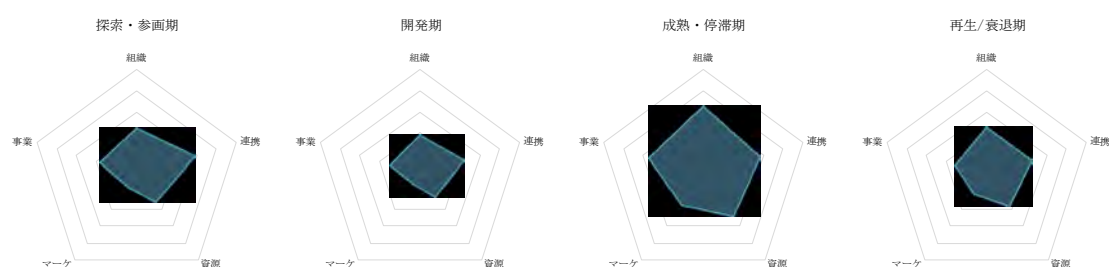 探索・参画期
開発期
成熟・停滞期
再生/衰退期
組織
組織
組織
組織
事業
連携
事業
連携
事業
連携
事業
連携
マーケ
資源
マーケ
資源
マーケ
資源
マーケ
資源